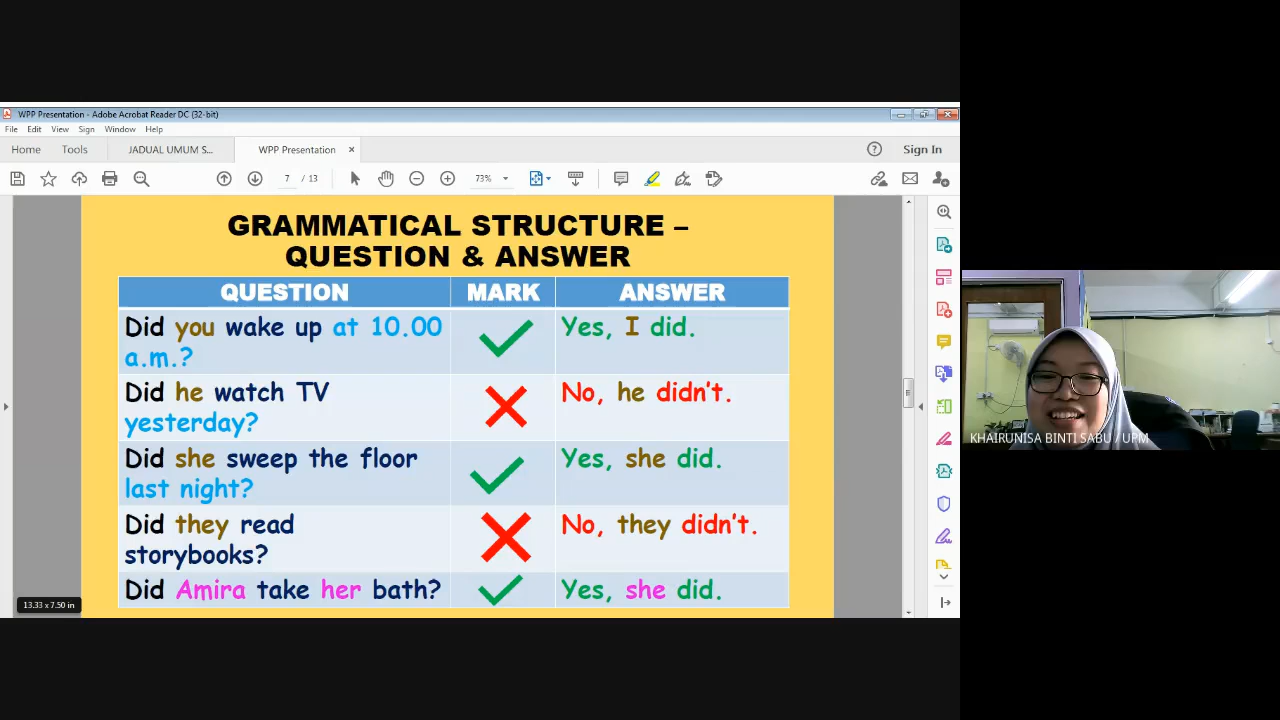 WPP Presentation - Adobe Acrobat Reader DC (32-bit)
File Edit View Sign Window Help
Home Tools JADUAL UMUM S... WPP Presentation × Sign In
7 / 13 73%
GRAMMATICAL STRUCTURE –
QUESTION & ANSWER
QUESTION MARK ANSWER
Did you wake up at 10.00 Yes, I did.
a.m.?
Did he watch TV No, he didn't.
yesterday?
Did she sweep the floor Yes, she did.
last night?
Did they read No, they didn't.
storybooks?
Did Amira take her bath? Yes, she did.
13.33 x 7.50 in
KHAIRUNISA BINTI SABU / UPM